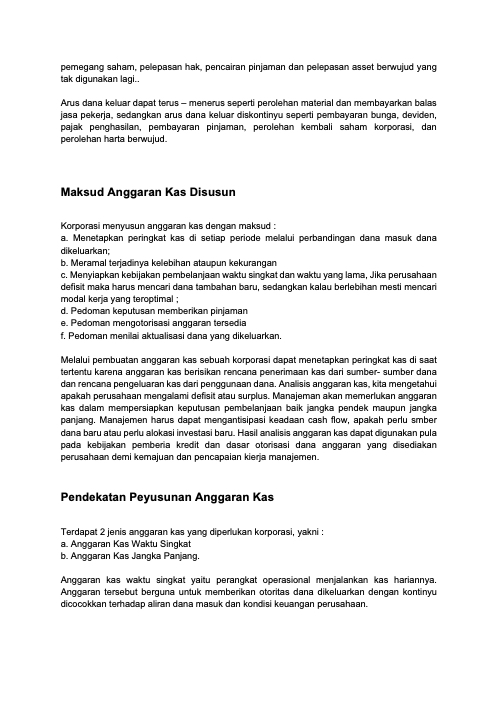 pemegang saham, pelepasan hak, pencairan pinjaman dan pelepasan asset berwujud yang
tak digunakan lagi..
Arus dana keluar dapat terus – menerus seperti perolehan material dan membayarkan balas
jasa pekerja, sedangkan arus dana keluar diskontinyu seperti pembayaran bunga, deviden,
pajak penghasilan, pembayaran pinjaman, perolehan kembali saham korporasi, dan
perolehan harta berwujud.
Maksud Anggaran Kas Disusun
Korporasi menyusun anggaran kas dengan maksud :
a. Menetapkan peringkat kas di setiap periode melalui perbandingan dana masuk dana
dikeluarkan;
b. Meramal terjadinya kelebihan ataupun kekurangan
c. Menyiapkan kebijakan pembelanjaan waktu singkat dan waktu yang lama, Jika perusahaan
defisit maka harus mencari dana tambahan baru, sedangkan kalau berlebihan mesti mencari
modal kerja yang teroptimal ;
d. Pedoman keputusan memberikan pinjaman
e. Pedoman mengotorisasi anggaran tersedia
f. Pedoman menilai aktualisasi dana yang dikeluarkan.
Melalui pembuatan anggaran kas sebuah korporasi dapat menetapkan peringkat kas di saat
tertentu karena anggaran kas berisikan rencana penerimaan kas dari sumber- sumber dana
dan rencana pengeluaran kas dari penggunaan dana. Analisis anggaran kas, kita mengetahui
apakah perusahaan mengalami defisit atau surplus. Manajeman akan memerlukan anggaran
kas dalam mempersiapkan keputusan pembelanjaan baik jangka pendek maupun jangka
panjang. Manajemen harus dapat mengantisipasi keadaan cash flow, apakah perlu smber
dana baru atau perlu alokasi investasi baru. Hasil analisis anggaran kas dapat digunakan pula
pada kebijakan pemberia kredit dan dasar otorisasi dana anggaran yang disediakan
perusahaan demi kemajuan dan pencapaian kierja manajemen.
Pendekatan Peyusunan Anggaran Kas
Terdapat 2 jenis anggaran kas yang diperlukan korporasi, yakni :
a. Anggaran Kas Waktu Singkat
b. Anggaran Kas Jangka Panjang.
Anggaran kas waktu singkat yaitu perangkat operasional menjalankan kas hariannya.
Anggaran tersebut berguna untuk memberikan otoritas dana dikeluarkan dengan kontinyu
dicocokkan terhadap aliran dana masuk dan kondisi keuangan perusahaan.